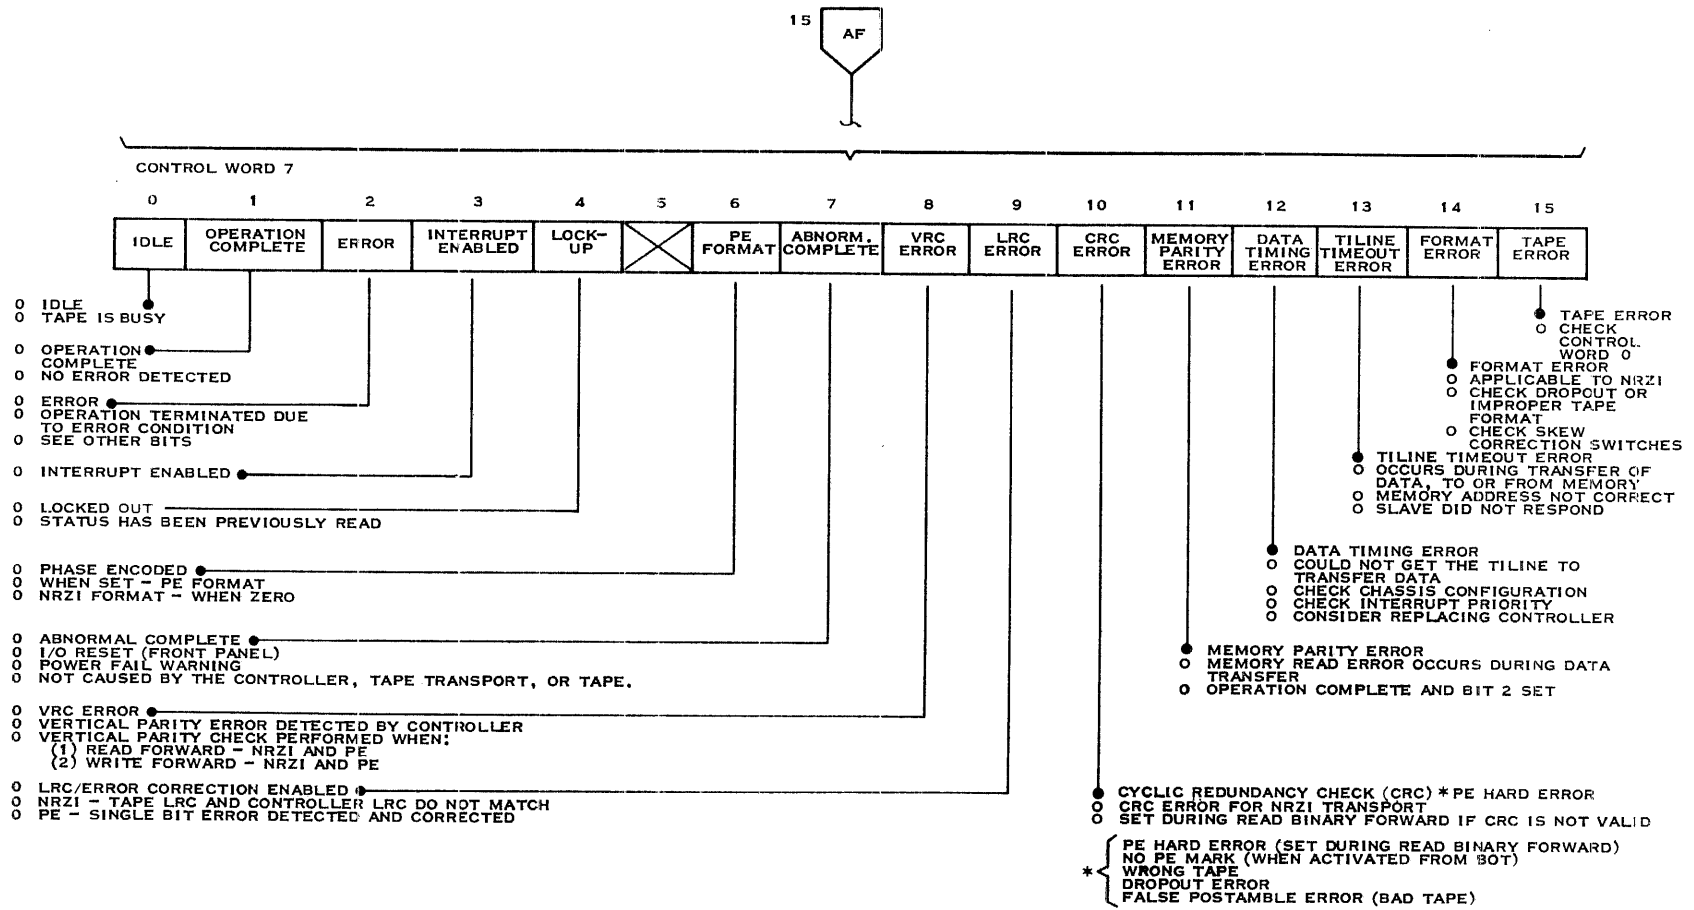 15
AF
CONTROL WORD 7
0 1 2 3 4 5 6 7 8 9 10 11 12 13 14 15
IDLE
OPERATION
COMPLETE
ERROR
INTERRUPT
ENABLED
LOCK-
UP
PE
FORMAT
ABNORM.
COMPLETE
VRC
ERROR
LRC
ERROR
CRC
ERROR
MEMORY
PARITY
ERROR
DATA
TIMING
ERROR
TILINE
TIMEOUT
ERROR
FORMAT
ERROR
TAPE
ERROR
O IDLE
O TAPE IS BUSY
O OPERATION
COMPLETE
O NO ERROR DETECTED
O ERROR
O OPERATION TERMINATED DUE
TO ERROR CONDITION
O SEE OTHER BITS
O INTERRUPT ENABLED
O LOCKED OUT
O STATUS HAS BEEN PREVIOUSLY READ
O PHASE ENCODED
O WHEN SET - PE FORMAT
O NRZI FORMAT - WHEN ZERO
O ABNORMAL COMPLETE
O I/O RESET (FRONT PANEL)
O POWER FAIL WARNING
O NOT CAUSED BY THE CONTROLLER, TAPE TRANSPORT, OR TAPE.
O VRC ERROR
O VERTICAL PARITY ERROR DETECTED BY CONTROLLER
O VERTICAL PARITY CHECK PERFORMED WHEN:
(1) READ FORWARD - NRZI AND PE
(2) WRITE FORWARD - NRZI AND PE
O LRC/ERROR CORRECTION ENABLED
O NRZI - TAPE LRC AND CONTROLLER LRC DO NOT MATCH
O PE - SINGLE BIT ERROR DETECTED AND CORRECTED
TAPE ERROR
O CHECK
CONTROL
WORD 0
FORMAT ERROR
O APPLICABLE TO NRZI
O CHECK DROPOUT OR
IMPROPER TAPE
FORMAT
O CHECK SKEW
CORRECTION SWITCHES
TILINE TIMEOUT ERROR
O OCCURS DURING TRANSFER OF
DATA, TO OR FROM MEMORY
O MEMORY ADDRESS NOT CORRECT
O SLAVE DID NOT RESPOND
DATA TIMING ERROR
O COULD NOT GET THE TILINE TO
TRANSFER DATA
O CHECK CHASSIS CONFIGURATION
O CHECK INTERRUPT PRIORITY
O CONSIDER REPLACING CONTROLLER
MEMORY PARITY ERROR
O MEMORY READ ERROR OCCURS DURING DATA
TRANSFER
O OPERATION COMPLETE AND BIT 2 SET
CYCLIC REDUNDANCY CHECK (CRC) *PE HARD ERROR
O CRC ERROR FOR NRZI TRANSPORT
O SET DURING READ BINARY FORWARD IF CRC IS NOT VALID
PE HARD ERROR (SET DURING READ BINARY FORWARD)
NO PE MARK (WHEN ACTIVATED FROM BOT)
* WRONG TAPE
DROPOUT ERROR
FALSE POSTAMBLE ERROR (BAD TAPE)